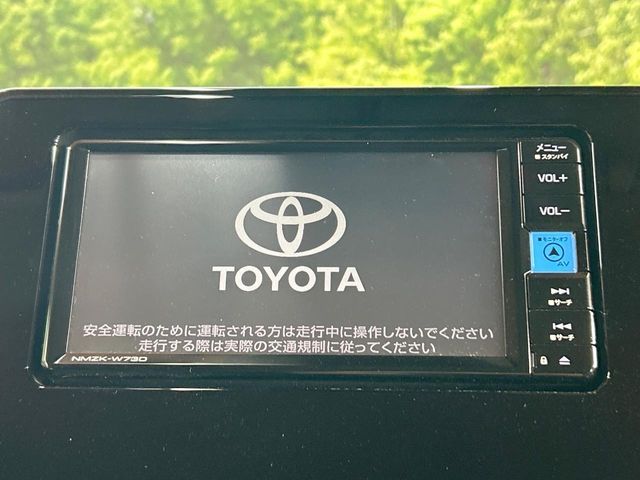 メニュー
■スタンバイ
VOL+
VOL-
TOYOTA
■モニターオフ
AV
■サーチ
安全運転のために運転される方は走行中に操作しないでください
走行する際は実際の交通規制に従ってください
■サーチ
NMZK-W73D